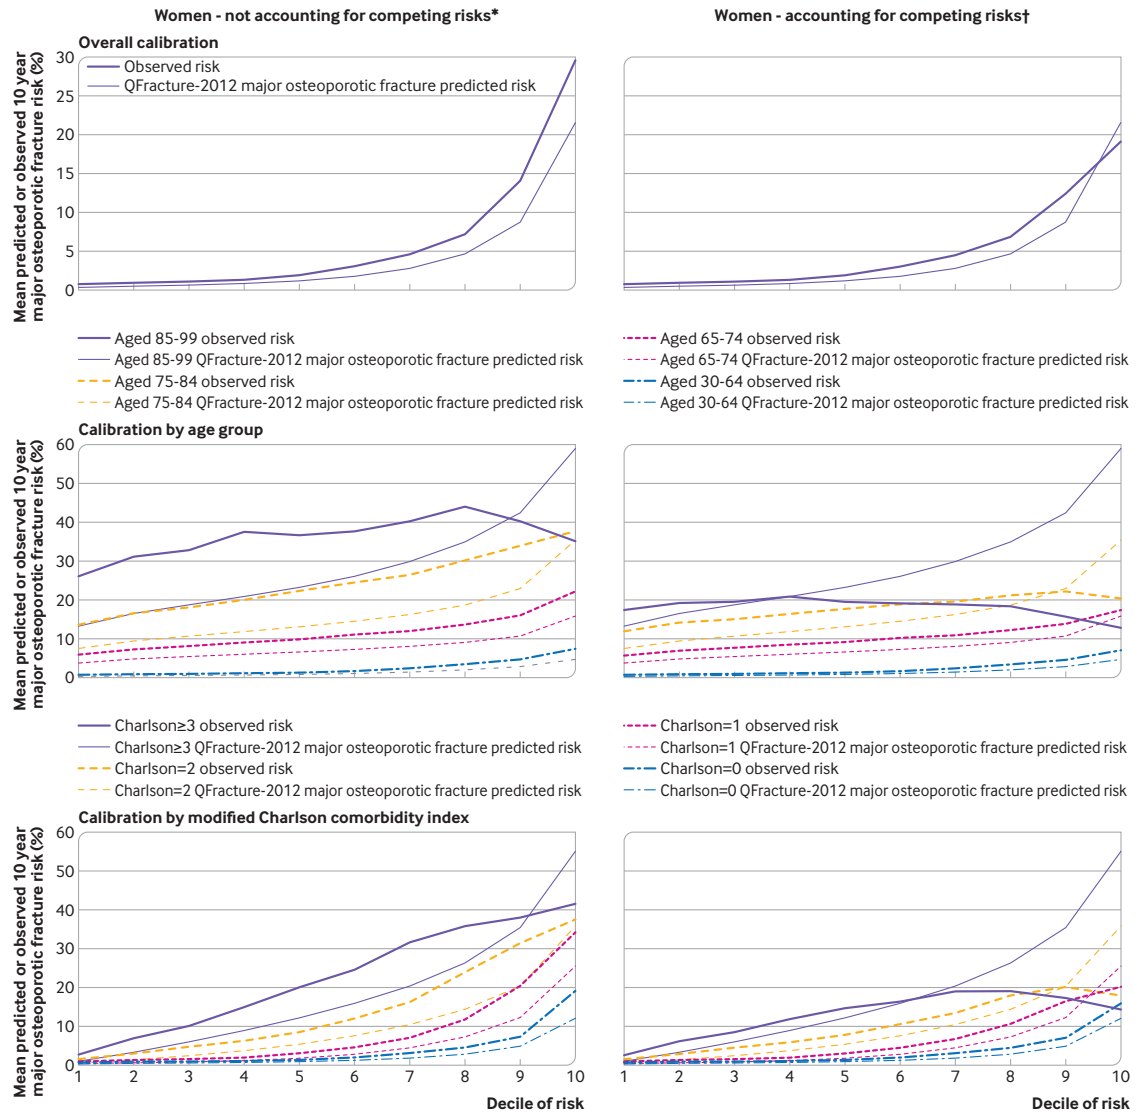 Women - not accounting for competing risks*
Women - accounting for competing risks†
Overall calibration
Mean predicted or observed 10 year
major osteoporotic fracture risk (%)
30
25
20
15
10
5
0
Observed risk
QFracture-2012 major osteoporotic fracture predicted risk
Aged 85-99 observed risk
Aged 85-99 QFracture-2012 major osteoporotic fracture predicted risk
Aged 75-84 observed risk
Aged 75-84 QFracture-2012 major osteoporotic fracture predicted risk
Aged 65-74 observed risk
Aged 65-74 QFracture-2012 major osteoporotic fracture predicted risk
Aged 30-64 observed risk
Aged 30-64 QFracture-2012 major osteoporotic fracture predicted risk
Calibration by age group
Mean predicted or observed 10 year
major osteoporotic fracture risk (%)
60
50
40
30
20
10
0
Charlson≥3 observed risk
Charlson≥3 QFracture-2012 major osteoporotic fracture predicted risk
Charlson=2 observed risk
Charlson=2 QFracture-2012 major osteoporotic fracture predicted risk
Charlson=1 observed risk
Charlson=1 QFracture-2012 major osteoporotic fracture predicted risk
Charlson=0 observed risk
Charlson=0 QFracture-2012 major osteoporotic fracture predicted risk
Calibration by modified Charlson comorbidity index
Mean predicted or observed 10 year
major osteoporotic fracture risk (%)
60
50
40
30
20
10
0
1 2 3 4 5 6 7 8 9 10
Decile of risk
1 2 3 4 5 6 7 8 9 10
Decile of risk